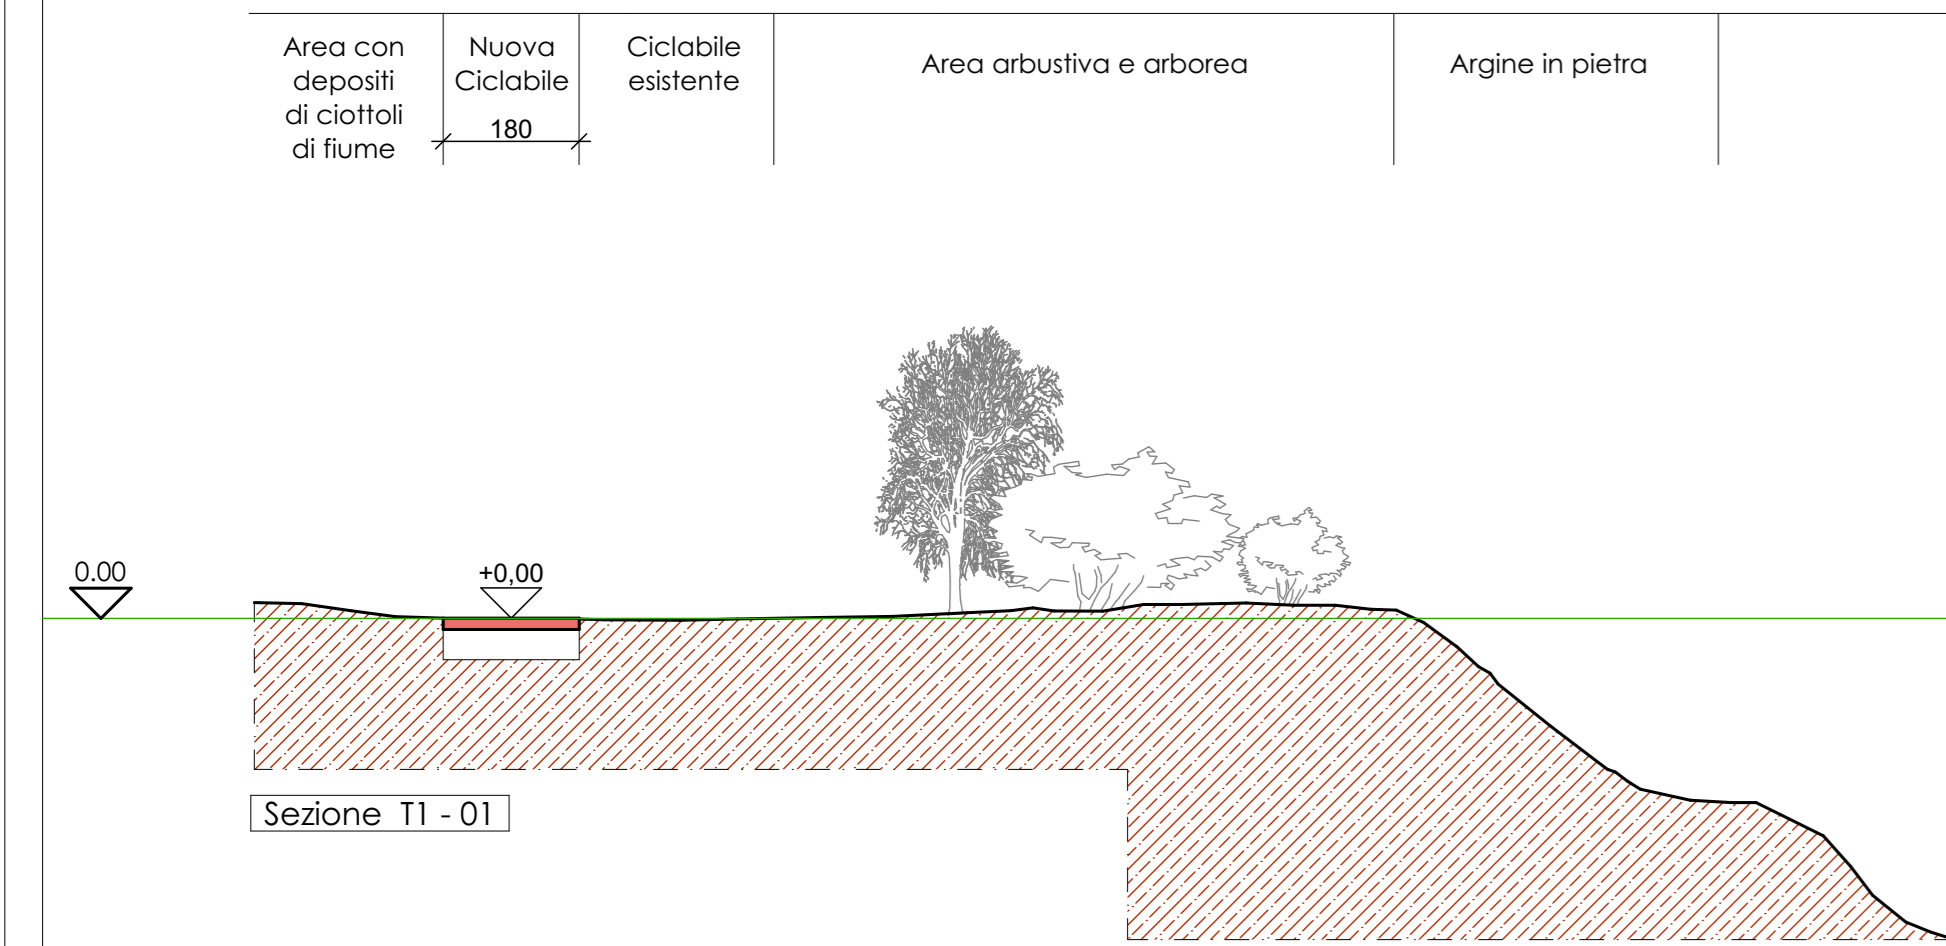 Area con
depositi
di ciottoli
di fiume
Nuova
Ciclabile
180
Ciclabile
esistente
Area arbustiva e arborea
Argine in pietra
0.00
+0,00
Sezione T1 - 01